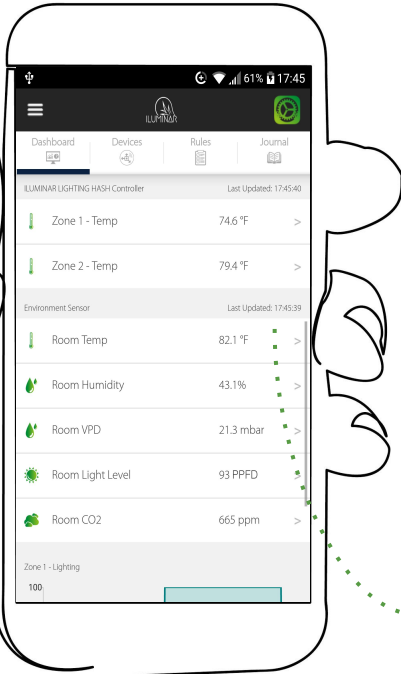 61% 17:45
ILUMINAR
Dashboard Devices Rules Journal
ILUMINAR LIGHTING HASH Controller Last Updated: 17:45:40
Zone 1 - Temp 74.6 °F >
Zone 2 - Temp 79.4 °F >
Environment Sensor Last Updated: 17:45:39
Room Temp 82.1 °F >
Room Humidity 43.1% >
Room VPD 21.3 mbar >
Room Light Level 93 PPFD >
Room CO2 665 ppm >
Zone 1 - Lighting
100